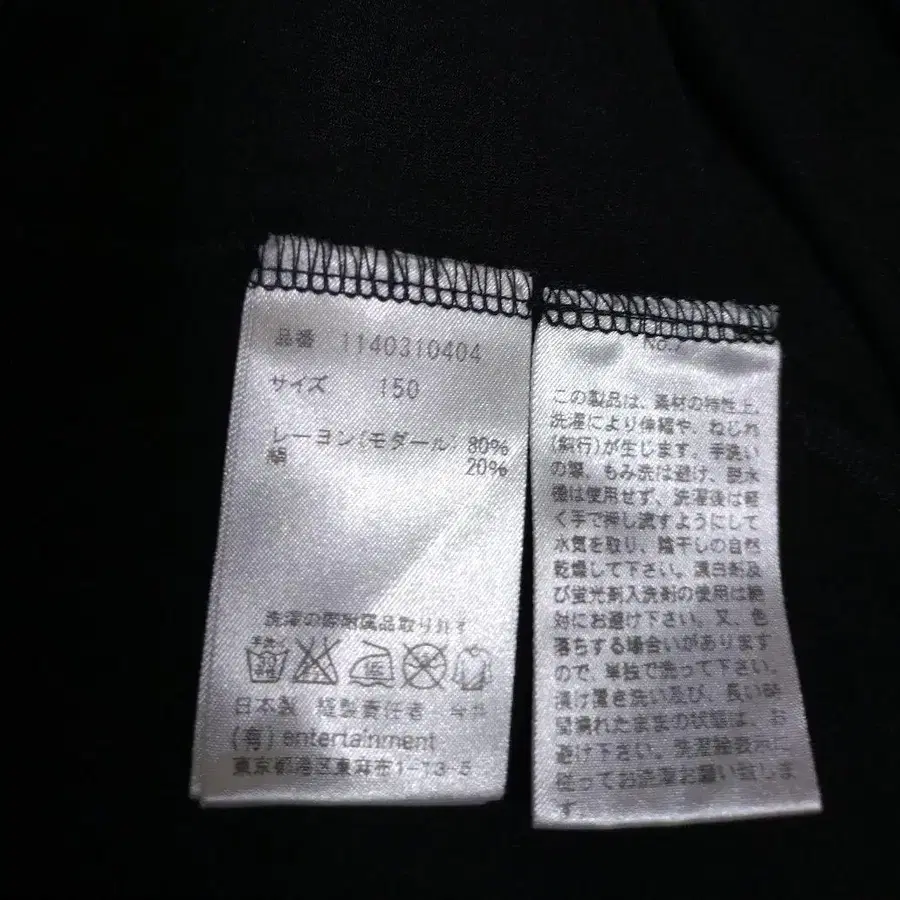 品番 1140310404
サイズ 150
レーヨン(モダール) 80%
絹 20%
洗濯の際附属品取り外す
日本製 縫製責任者 今井
(有)entertainment
東京都港区東麻布1-13-5
No.7
この製品は、素材の特性上、
洗濯により伸縮や、ねじれ
(斜行)が生じます。手洗い
の際、もみ洗は避け、脱水
機は使用せず、洗濯後は軽
く手で押し流すようにして
水気を取り、陰干しの自然
乾燥して下さい。漂白剤及
び蛍光剤入洗剤の使用は絶
対にお避け下さい。又、色
落ちする場合いがあります
ので、単独で洗って下さい。
漬け置き洗い及び、長い時
間濡れたままの状態は、お
避け下さい。洗濯絵表示に
従ってお洗濯お願い致しま
す